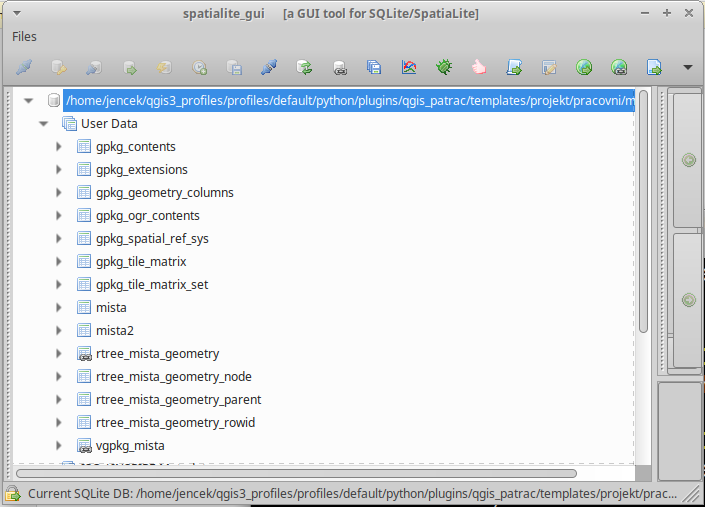 spatialite_gui [a GUI tool for SQLite/SpatiaLite]
Files
/home/jencek/qgis3_profiles/profiles/default/python/plugins/qgis_patrac/templates/projekt/pracovni/m
User Data
gpkg_contents
gpkg_extensions
gpkg_geometry_columns
gpkg_ogr_contents
gpkg_spatial_ref_sys
gpkg_tile_matrix
gpkg_tile_matrix_set
mista
mista2
rtree_mista_geometry
rtree_mista_geometry_node
rtree_mista_geometry_parent
rtree_mista_geometry_rowid
vgpkg_mista
Current SQLite DB: /home/jencek/qgis3_profiles/profiles/default/python/plugins/qgis_patrac/templates/projekt/prac...